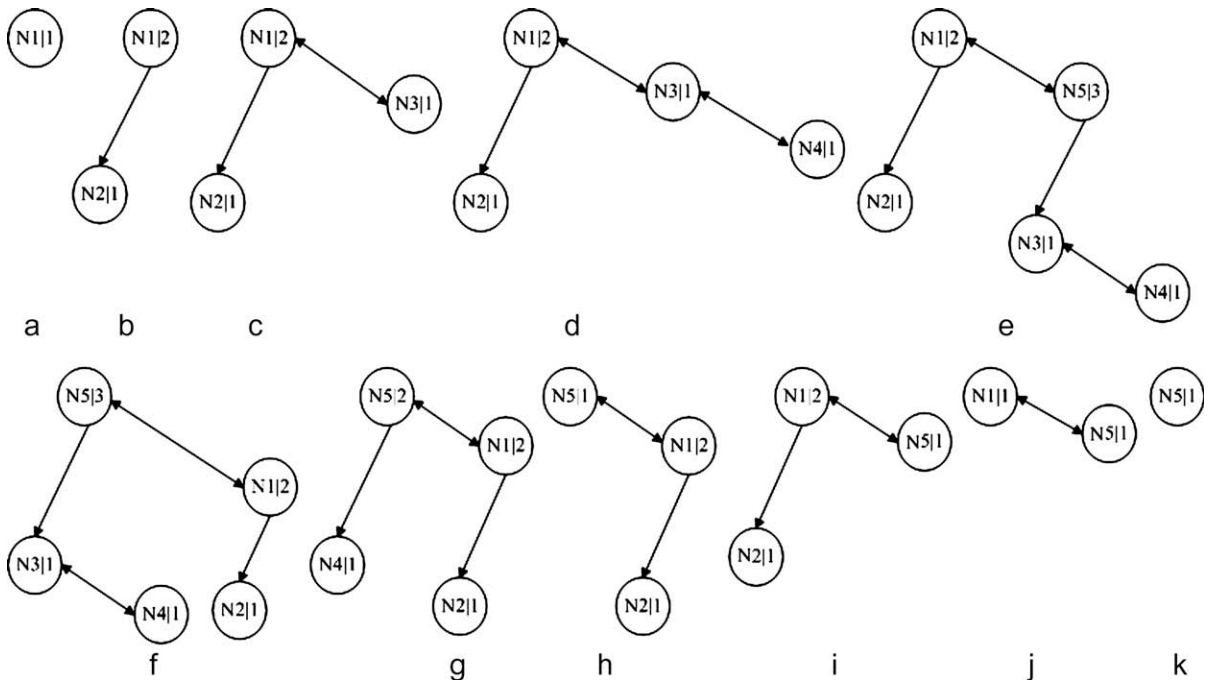 N1|1 N1|2 N1|2 N1|2 N1|2
N3|1 N3|1 N5|3
N4|1
N2|1 N2|1 N2|1 N2|1
N3|1
N4|1
a b c d e
N5|3 N5|2 N5|1 N1|2 N1|1 N5|1
N1|2 N1|2 N5|1 N5|1
N1|2
N3|1 N4|1 N2|1
N4|1 N2|1 N2|1 N2|1
f g h i j k